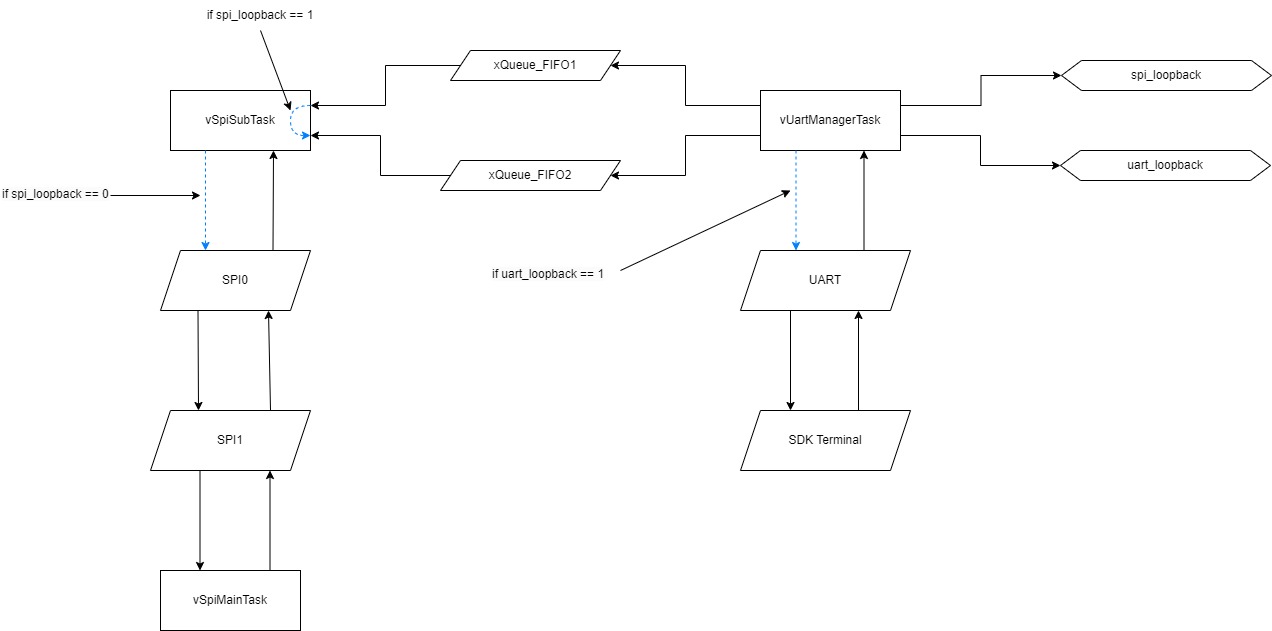 if spi_loopback == 1
xQueue_FIFO1
spi_loopback
vSpiSubTask
vUartManagerTask
xQueue_FIFO2
uart_loopback
if spi_loopback == 0
if uart_loopback == 1
SPI0
UART
SPI1
SDK Terminal
vSpiMainTask